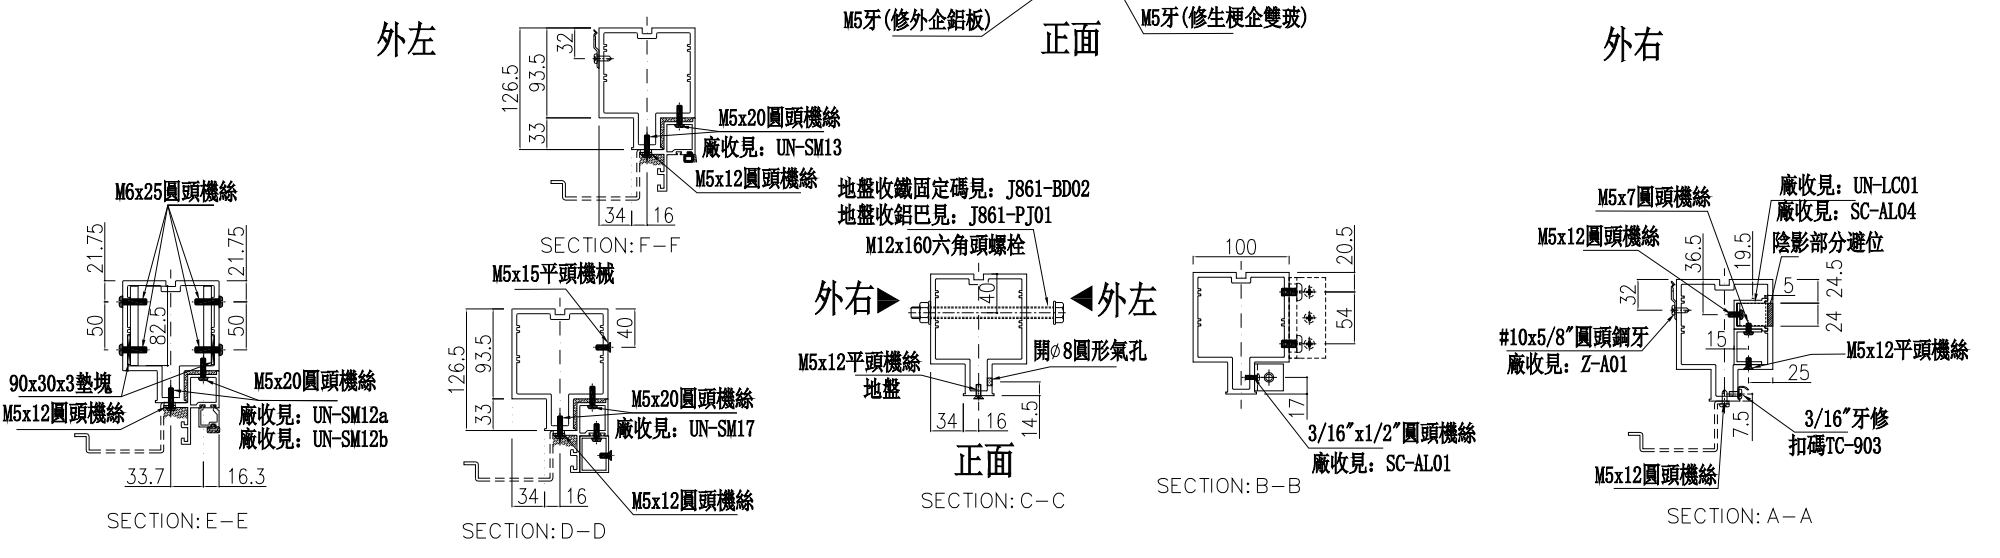 M5牙(修外企鋁板)
M5牙(修生梗企雙玻)
外左
正面
外右
32
126.5
93.5
33
M5x20圓頭機絲
廠收見: UN-SM13
M5x12圓頭機絲
34
16
SECTION:F-F
M6x25圓頭機絲
21.75
21.75
50
82.5
50
90x30x3墊塊
M5x12圓頭機絲
M5x20圓頭機絲
廠收見: UN-SM12a
廠收見: UN-SM12b
33.7
16.3
SECTION:E-E
M5x15平頭機械
40
126.5
93.5
33
M5x20圓頭機絲
廠收見: UN-SM17
M5x12圓頭機絲
34
16
SECTION:D-D
地盤收鐵固定碼見: J861-BD02
地盤收鋁巴見: J861-PJ01
M12x160六角頭螺栓
外右
40
外左
M5x12平頭機絲
地盤
開∅8圓形氣孔
34
16
14.5
正面
SECTION:C-C
100
20.5
54
17
3/16"x1/2"圓頭機絲
廠收見: SC-AL01
SECTION:B-B
廠收見: UN-LC01
廠收見: SC-AL04
M5x7圓頭機絲
M5x12圓頭機絲
陰影部分避位
36.5
19.5
32
5
24.5
24
15
#10x5/8"圓頭鋼牙
廠收見: Z-A01
M5x12平頭機絲
25
7.5
3/16"牙修
扣碼TC-903
M5x12圓頭機絲
SECTION:A-A